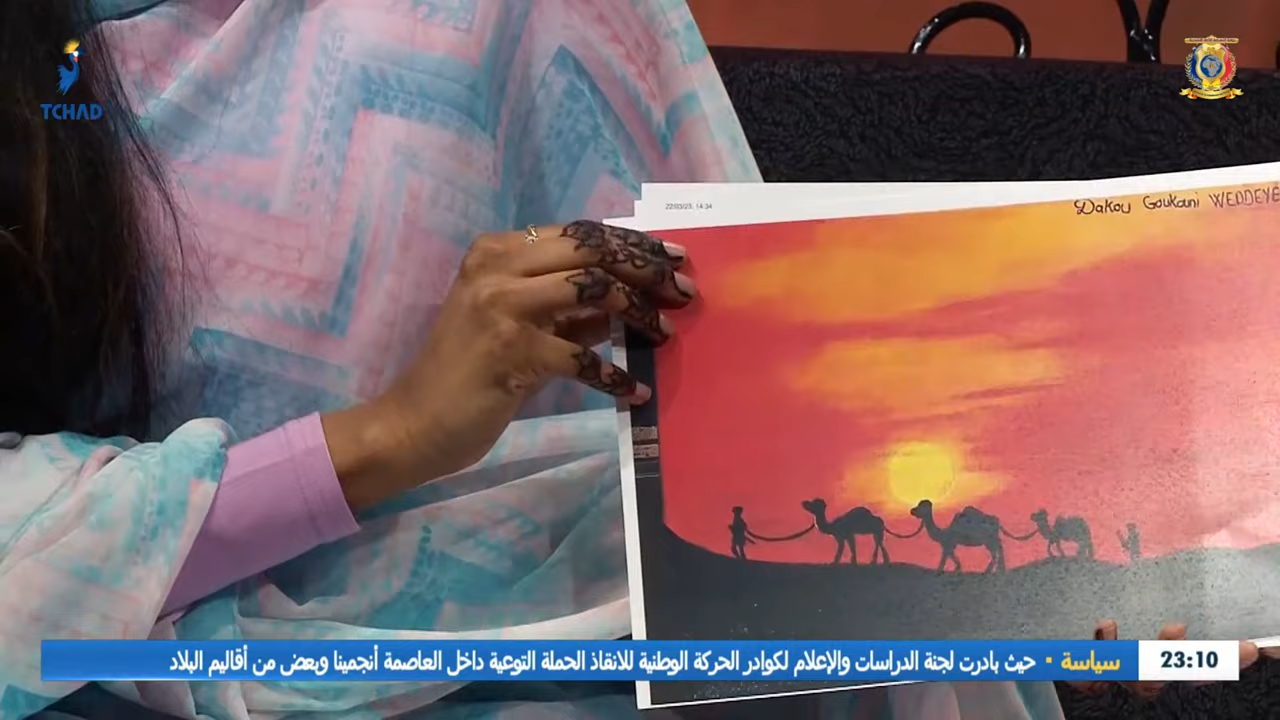 TCHAD
22/03/23, 14:34
Dakou Goukouni WEDDEYE
23:10
سياسة • حيث بادرت لجنة الدراسات والإعلام لكوادر الحركة الوطنية للانقاذ الحملة التوعية داخل العاصمة أنجمينا وبعض من أقاليم البلاد